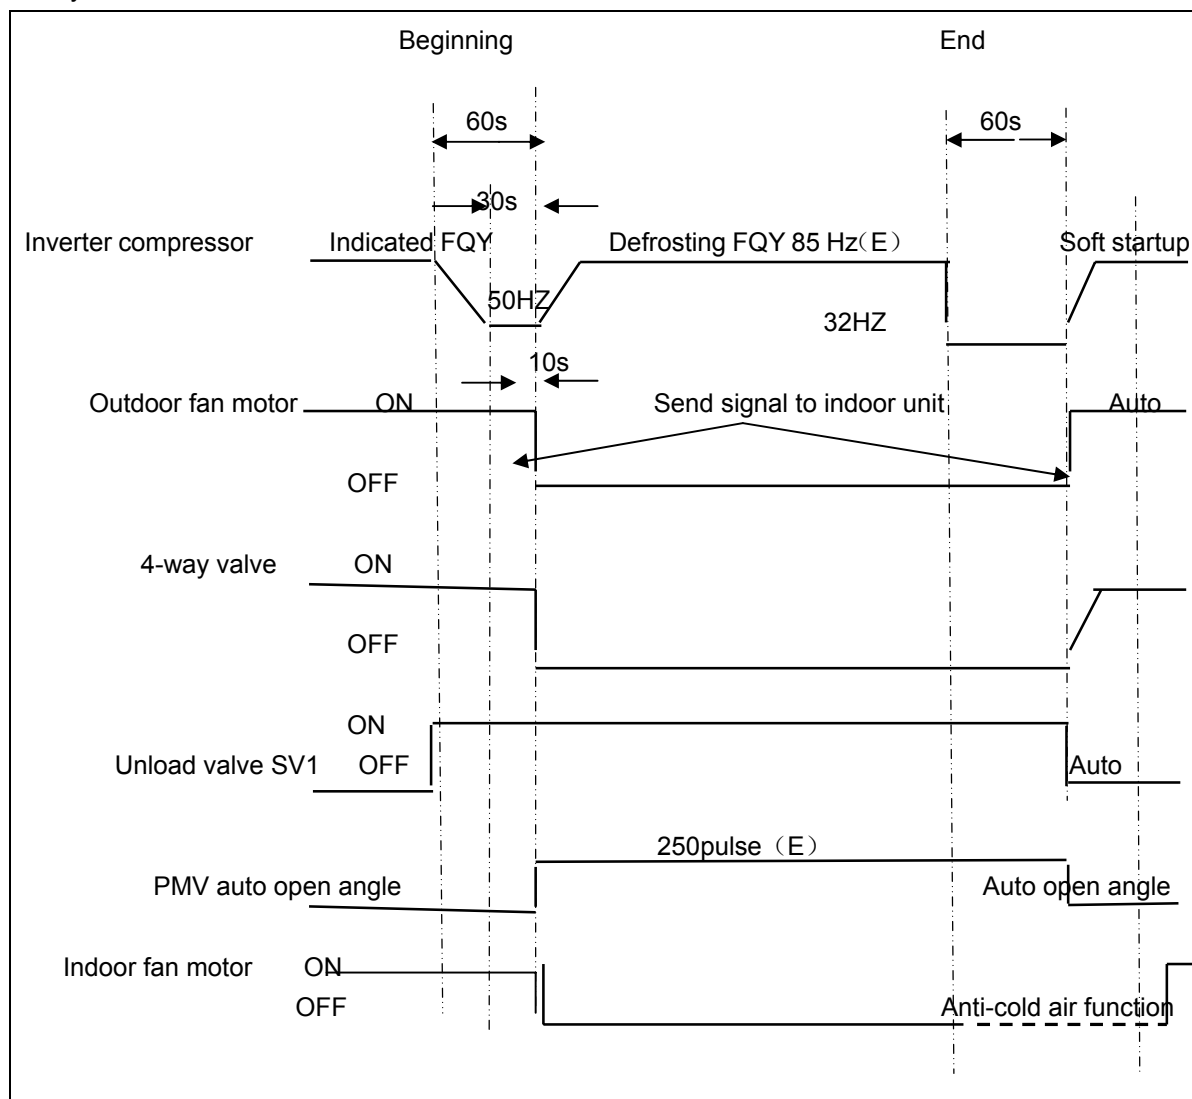 Beginning End
60s 60s
30s
Inverter compressor Indicated FQY Defrosting FQY 85 Hz（E） Soft startup
50HZ
32HZ
10s
Outdoor fan motor ON Send signal to indoor unit Auto
OFF
4-way valve ON
OFF
ON
Unload valve SV1 OFF Auto
250pulse（E）
PMV auto open angle Auto open angle
Indoor fan motor ON
OFF Anti-cold air function